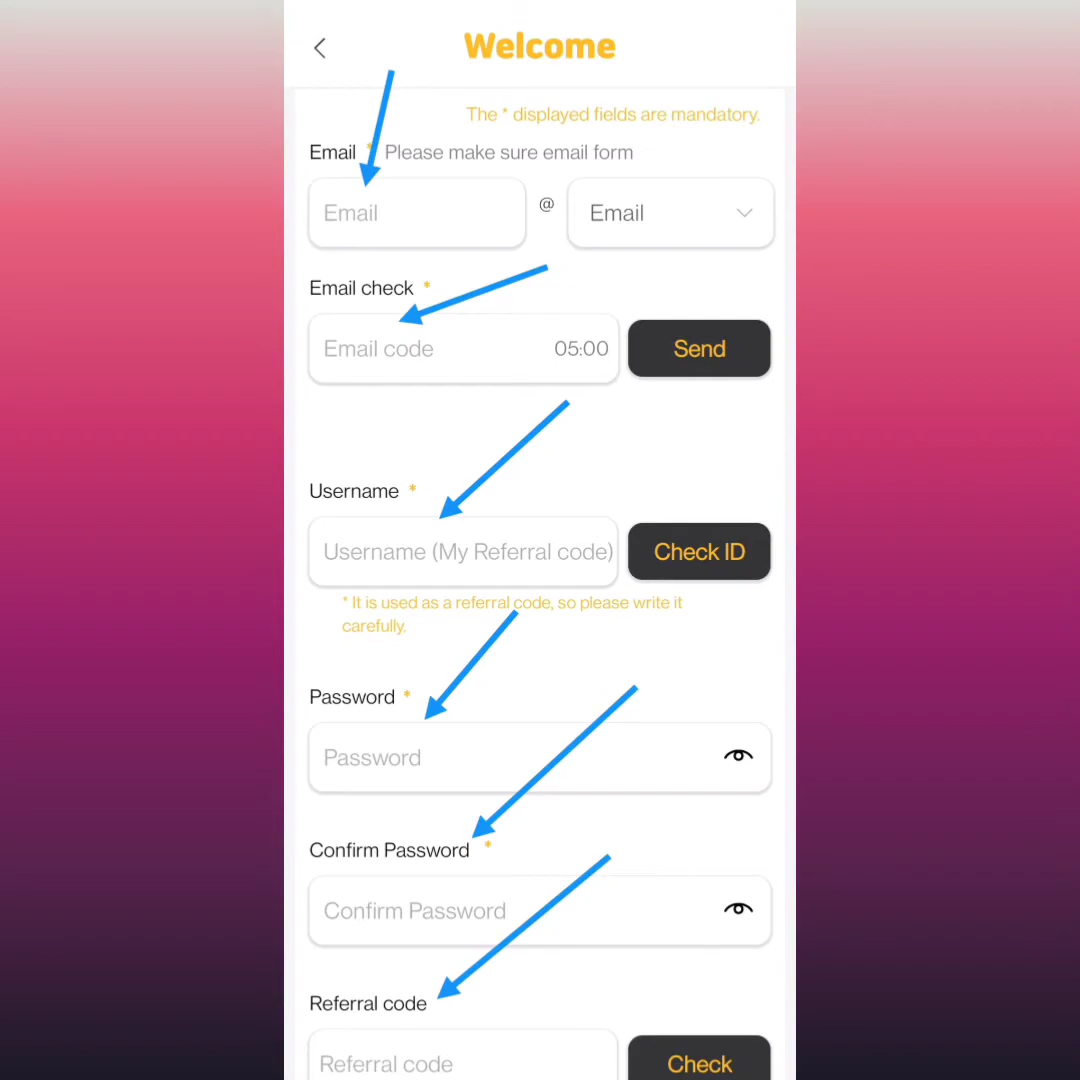 Welcome
The * displayed fields are mandatory.
Email * Please make sure email form
Email @ Email
Email check *
Email code 05:00 Send
Username *
Username (My Referral code) Check ID
* It is used as a referral code, so please write it
carefully.
Password *
Password
Confirm Password *
Confirm Password
Referral code
Referral code Check